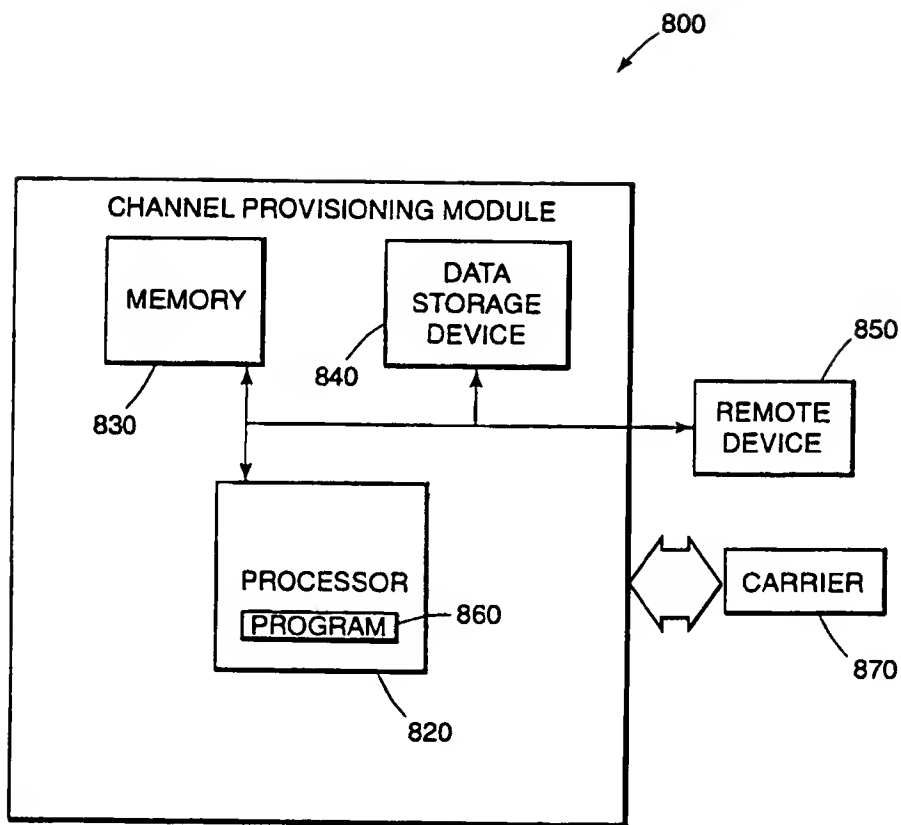 800
CHANNEL PROVISIONING MODULE
MEMORY
830
DATA
STORAGE
DEVICE
840
850
REMOTE
DEVICE
PROCESSOR
PROGRAM
860
820
CARRIER
870